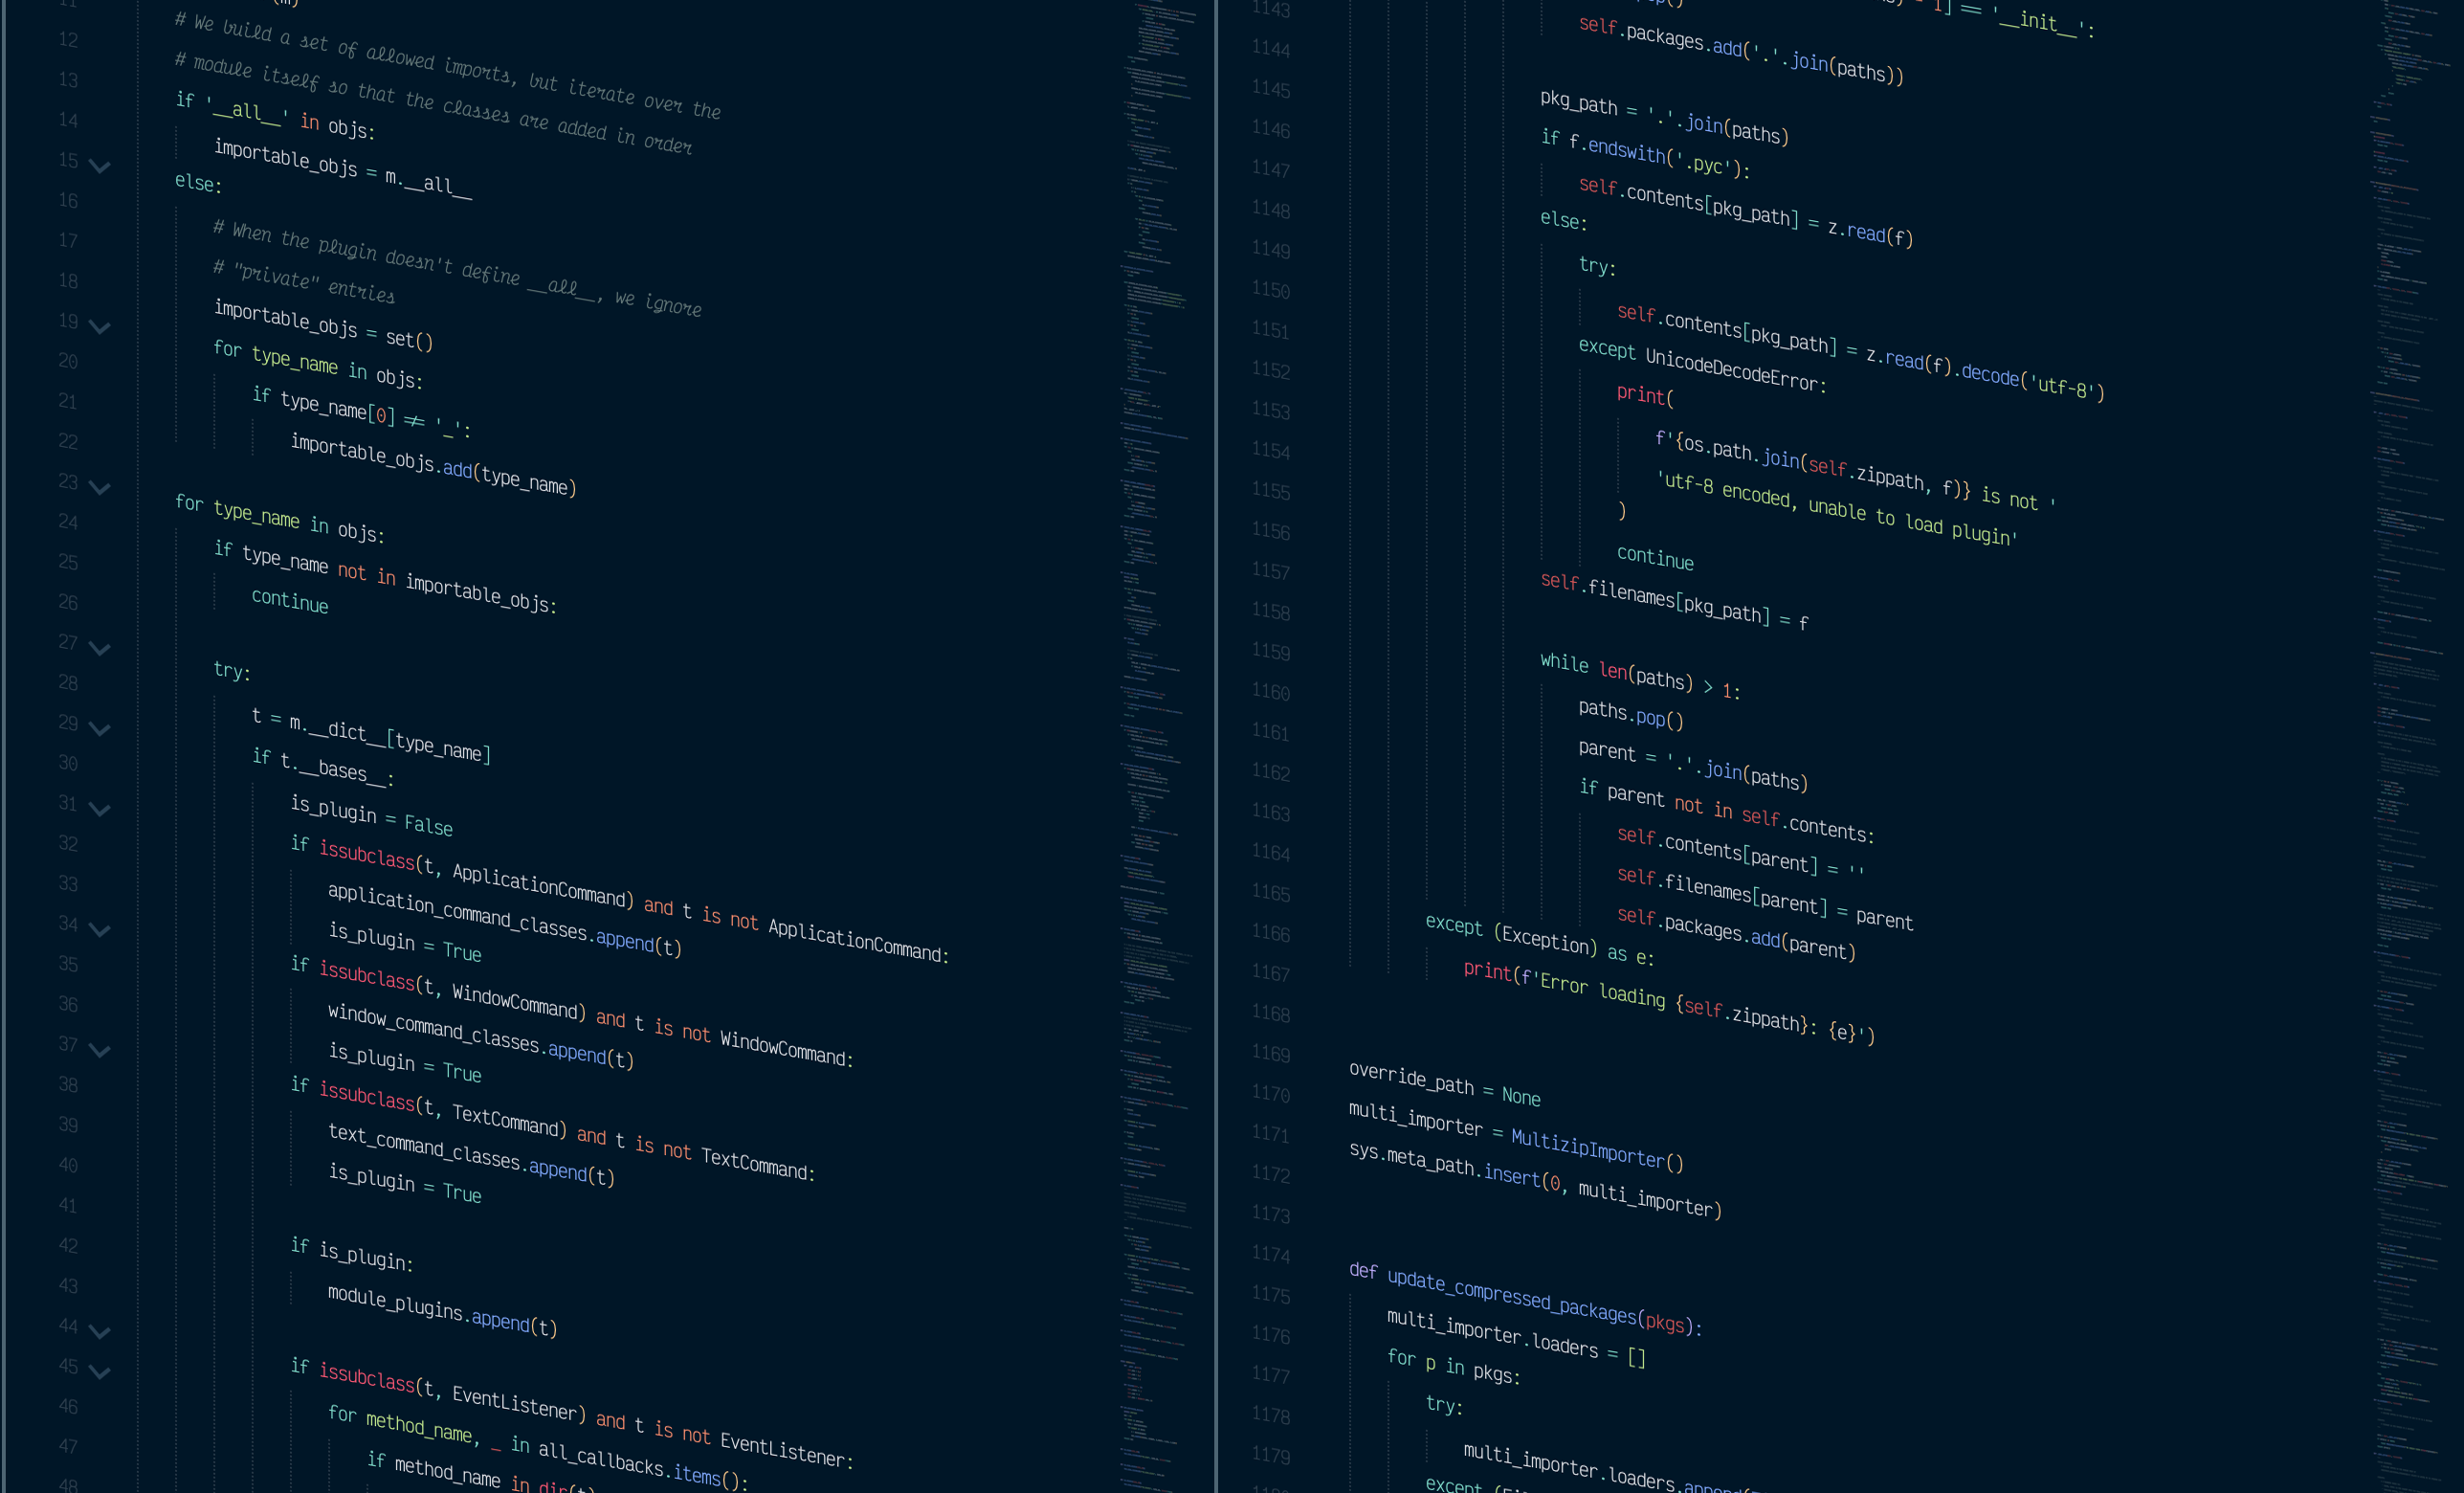 11
12
13
14
15
16
17
18
19
20
21
22
23
24
25
26
27
28
29
30
31
32
33
34
35
36
37
38
39
40
41
42
43
44
45
46
47
48
# We build a set of allowed imports, but iterate over the
# module itself so that the classes are added in order
if '__all__' in objs:
importable_objs = m.__all__
else:
# When the plugin doesn't define __all__, we ignore
# "private" entries
importable_objs = set()
for type_name in objs:
if type_name[0] != '_':
importable_objs.add(type_name)
for type_name in objs:
if type_name not in importable_objs:
continue
try:
t = m.__dict__[type_name]
if t.__bases__:
is_plugin = False
if issubclass(t, ApplicationCommand) and t is not ApplicationCommand:
application_command_classes.append(t)
is_plugin = True
if issubclass(t, WindowCommand) and t is not WindowCommand:
window_command_classes.append(t)
is_plugin = True
if issubclass(t, TextCommand) and t is not TextCommand:
text_command_classes.append(t)
is_plugin = True
if is_plugin:
module_plugins.append(t)
if issubclass(t, EventListener) and t is not EventListener:
for method_name, _ in all_callbacks.items():
if method_name in dir(t)
1143
1144
1145
1146
1147
1148
1149
1150
1151
1152
1153
1154
1155
1156
1157
1158
1159
1160
1161
1162
1163
1164
1165
1166
1167
1168
1169
1170
1171
1172
1173
1174
1175
1176
1177
1178
1179
1] == '__init__':
self.packages.add('.'.join(paths))
pkg_path = '.'.join(paths)
if f.endswith('.pyc'):
self.contents[pkg_path] = z.read(f)
else:
try:
self.contents[pkg_path] = z.read(f).decode('utf-8')
except UnicodeDecodeError:
print(
f'{os.path.join(self.zippath, f)} is not '
'utf-8 encoded, unable to load plugin'
)
continue
self.filenames[pkg_path] = f
while len(paths) > 1:
paths.pop()
parent = '.'.join(paths)
if parent not in self.contents:
self.contents[parent] = ''
self.filenames[parent] = parent
self.packages.add(parent)
except (Exception) as e:
print(f'Error loading {self.zippath}: {e}')
override_path = None
multi_importer = MultizipImporter()
sys.meta_path.insert(0, multi_importer)
def update_compressed_packages(pkgs):
multi_importer.loaders = []
for p in pkgs:
try:
multi_importer.loaders.append(
except